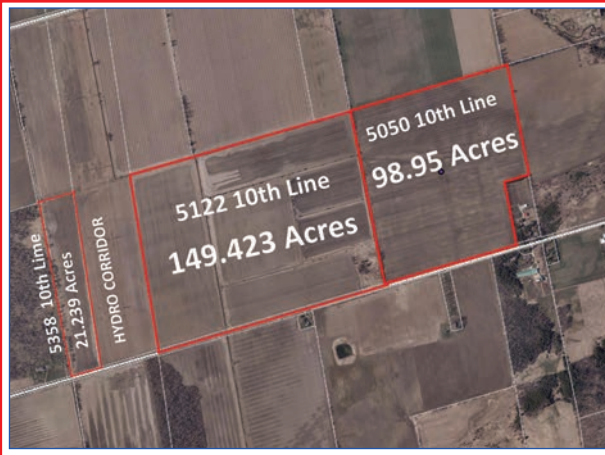 5358 10th Lime
21.239 Acres
HYDRO CORRIDOR
5122 10th Line
149.423 Acres
5050 10th Line
98.95 Acres